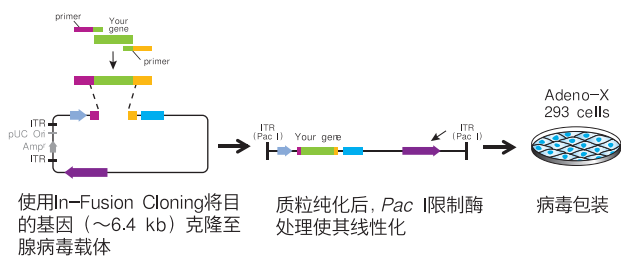 primer
Your
gene
primer
ITR
pUC Ori
Ampʳ
ITR
ITR
(Pac I)
Your gene
ITR
(Pac I)
Adeno-X
293 cells
使用In-Fusion Cloning将目
的基因（～6.4 kb）克隆至
腺病毒载体
质粒纯化后，Pac I限制酶
处理使其线性化
病毒包装